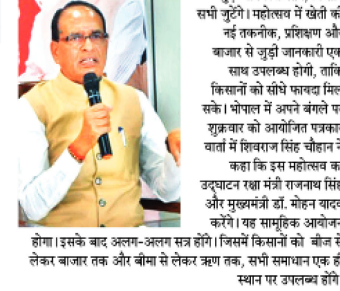 सभी जुटेंगे। महोत्सव में खेती की
नई तकनीक, प्रशिक्षण और
बाजार से जुड़ी जानकारी एक
साथ उपलब्ध होगी, ताकि
किसानों को सीधे फायदा मिल
सके। भोपाल में अपने बंगले पर
शुक्रवार को आयोजित पत्रकार
वार्ता में शिवराज सिंह चौहान ने
कहा कि इस महोत्सव का
उद्घाटन रक्षा मंत्री राजनाथ सिंह
और मुख्यमंत्री डॉ. मोहन यादव
करेंगे। यह सामूहिक आयोजन
होगा। इसके बाद अलग-अलग सत्र होंगे। जिसमें किसानों को बीज से
लेकर बाजार तक और बीमा से लेकर ऋण तक, सभी समाधान एक ही
स्थान पर उपलब्ध होंगे